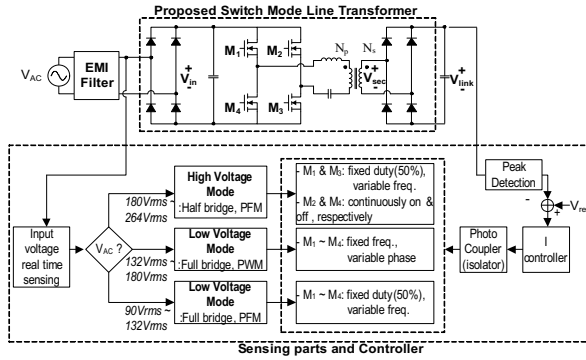 Proposed Switch Mode Line Transformer
VAC
EMI
Filter
+
Vin
-
M1
M2
M4
M3
Np
Ns
+
Vsec
-
+
Vlink
-
Input
voltage
real time
sensing
VAC ?
180Vrms ~
264Vrms
132Vrms ~
180Vrms
90Vrms ~
132Vrms
High Voltage
Mode
:Half bridge, PFM
Low Voltage
Mode
:Full bridge, PWM
Low Voltage
Mode
:Full bridge, PFM
- M1 & M3: fixed duty(50%),
variable freq.
- M2 & M4: continuously on &
off , respectively
- M1 ~ M4: fixed freq.,
variable phase
- M1 ~ M4: fixed duty(50%),
variable freq.
Peak
Detection
-
+
I
controller
Photo
Coupler
(isolator)
Sensing parts and Controller